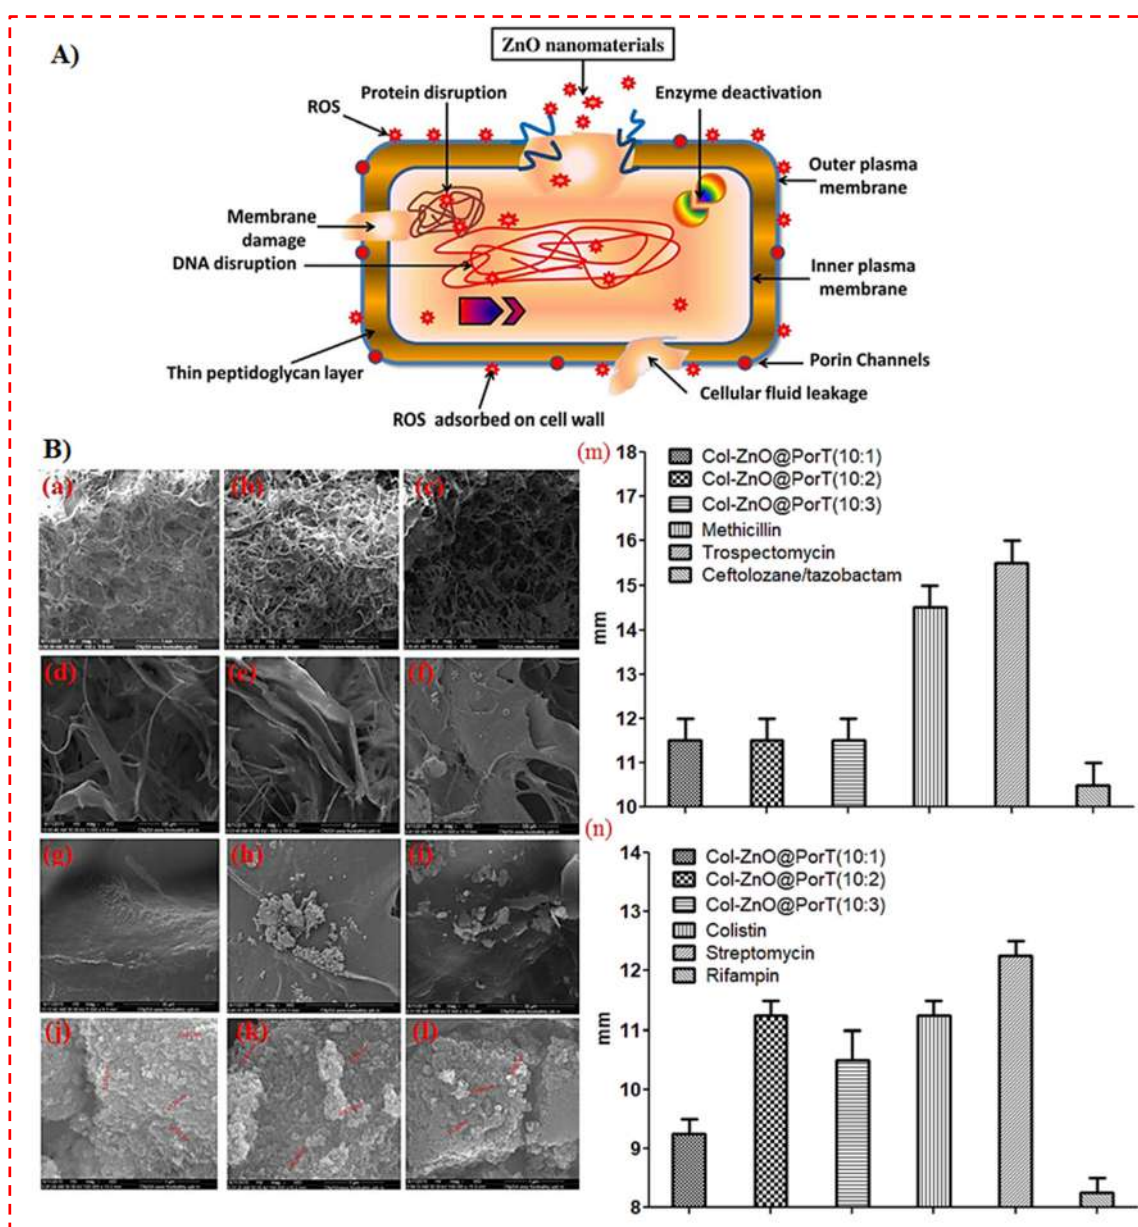 A)
ZnO nanomaterials
Protein disruption
Enzyme deactivation
ROS
Outer plasma
membrane
Membrane
damage
DNA disruption
Inner plasma
membrane
Thin peptidoglycan layer
Porin Channels
Cellular fluid leakage
ROS adsorbed on cell wall
B)
(a)
(b)
(c)
(d)
(e)
(f)
(g)
(h)
(i)
(j)
(k)
(l)
(m)
18
17
16
15
14
13
12
11
10
mm
Col-ZnO@PorT(10:1)
Col-ZnO@PorT(10:2)
Col-ZnO@PorT(10:3)
Methicillin
Trospectomycin
Ceftolozane/tazobactam
(n)
14
13
12
11
10
9
8
mm
Col-ZnO@PorT(10:1)
Col-ZnO@PorT(10:2)
Col-ZnO@PorT(10:3)
Colistin
Streptomycin
Rifampin